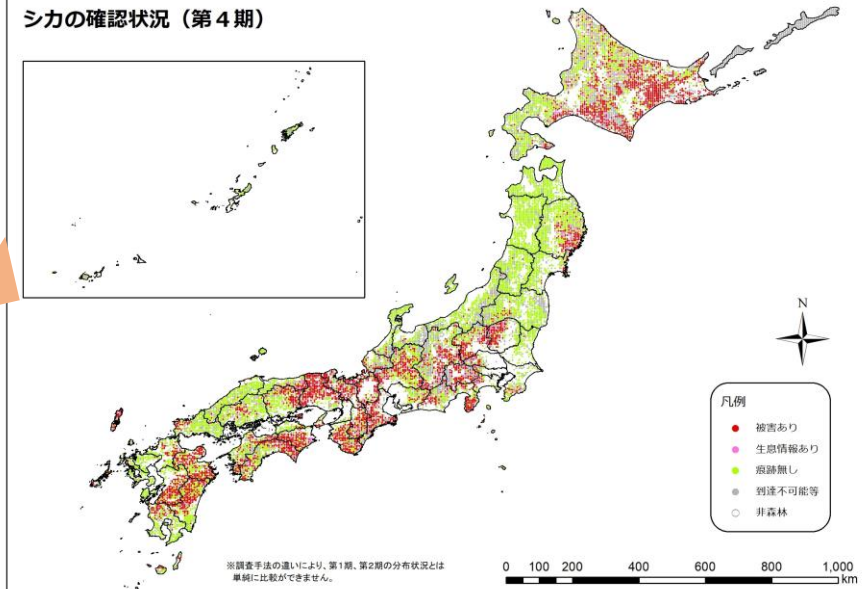 シカの確認状況（第４期）
N
凡例
被害あり
生息情報あり
痕跡無し
到達不可能等
非森林
※調査手法の違いにより、第1期、第2期の分布状況とは
単純に比較ができません。
0 100 200 400 600 800 1,000
km